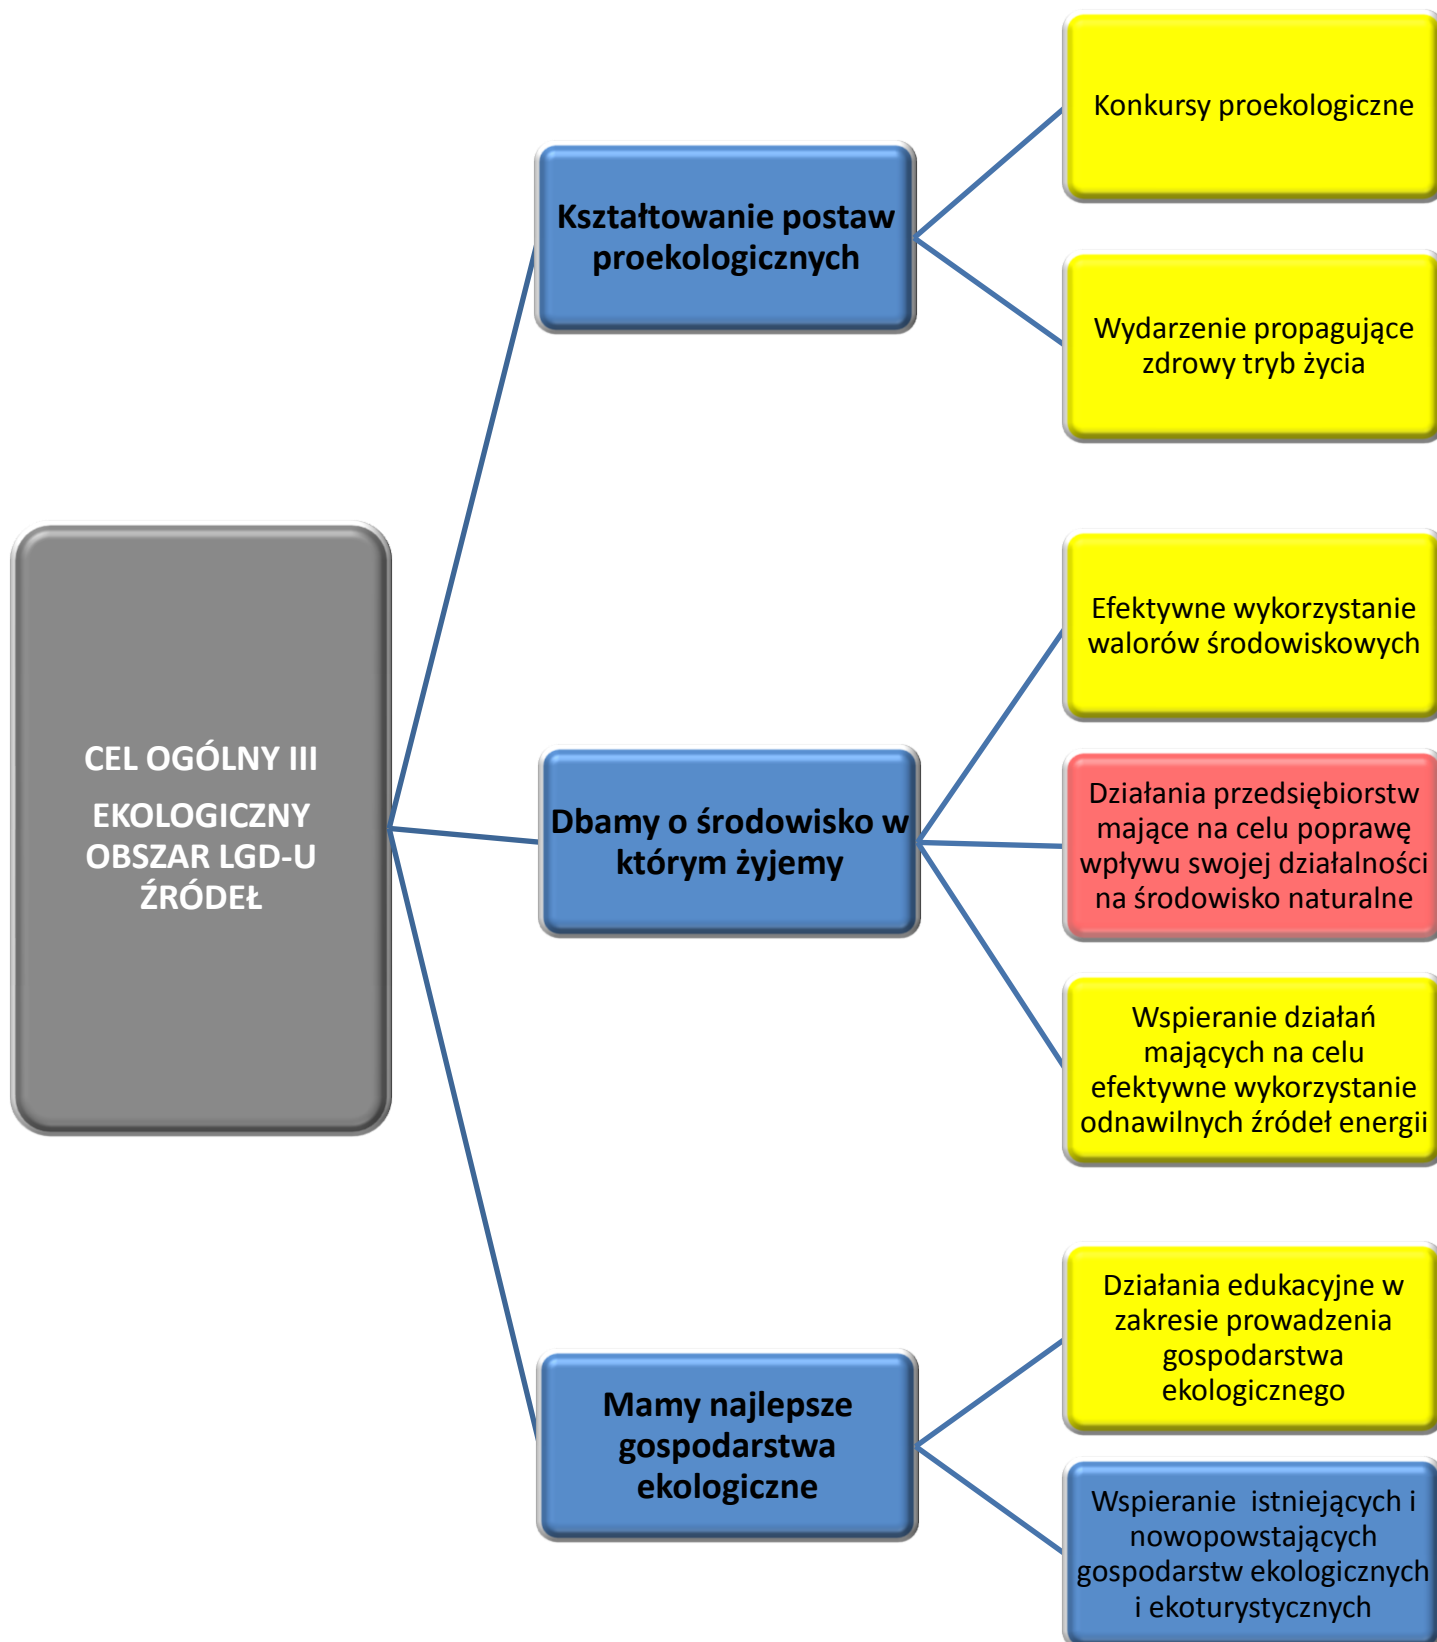 CEL OGÓLNY III
EKOLOGICZNY
OBSZAR LGD-U
ŹRÓDEŁ
Kształtowanie postaw
proekologicznych
Konkursy proekologiczne
Wydarzenie propagujące
zdrowy tryb życia
Dbamy o środowisko w
którym żyjemy
Efektywne wykorzystanie
walorów środowiskowych
Działania przedsiębiorstw
mające na celu poprawę
wpływu swojej działalności
na środowisko naturalne
Wspieranie działań
mających na celu
efektywne wykorzystanie
odnawilnych źródeł energii
Mamy najlepsze
gospodarstwa
ekologiczne
Działania edukacyjne w
zakresie prowadzenia
gospodarstwa
ekologicznego
Wspieranie istniejących i
nowopowstających
gospodarstw ekologicznych
i ekoturystycznych